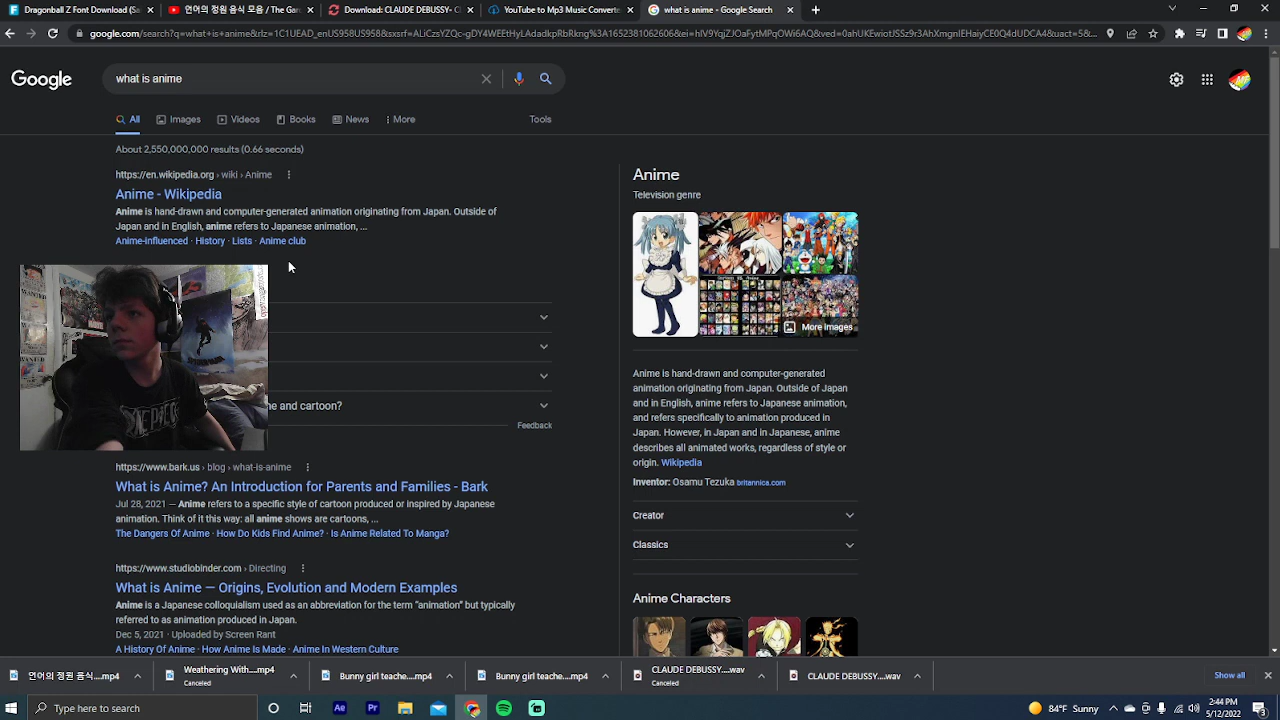 Dragonball Z Font Download (Se
언어의 정원 음식 모음 / The Gar
Download: CLAUDE DEBUSSY- C
YouTube to Mp3 Music Converte
what is anime - Google Search
Google
what is anime
All Images Videos Books News More Tools
About 2,550,000,000 results (0.66 seconds)
https://en.wikipedia.org › wiki › Anime
Anime - Wikipedia
Anime is hand-drawn and computer-generated animation originating from Japan. Outside of
Japan and in English, anime refers to Japanese animation, ...
Anime-influenced · History · Lists · Anime club
ne and cartoon?
Feedback
https://www.bark.us › blog › what-is-anime
What is Anime? An Introduction for Parents and Families - Bark
Jul 28, 2021 — Anime refers to a specific style of cartoon produced or inspired by Japanese
animation. Think of it this way: all anime shows are cartoons, ...
The Dangers Of Anime · How Do Kids Find Anime? · Is Anime Related To Manga?
https://www.studiobinder.com › Directing
What is Anime — Origins, Evolution and Modern Examples
Anime is a Japanese colloquialism used as an abbreviation for the term "animation" but typically
referred to as animation produced in Japan.
Dec 5, 2021 · Uploaded by Screen Rant
A History Of Anime · How Anime Is Made · Anime In Western Culture
Anime
Television genre
More images
Anime is hand-drawn and computer-generated
animation originating from Japan. Outside of Japan
and in English, anime refers to Japanese animation,
and refers specifically to animation produced in
Japan. However, in Japan and in Japanese, anime
describes all animated works, regardless of style or
origin. Wikipedia
Inventor: Osamu Tezuka britannica.com
Creator
Classics
Anime Characters
언어의 정원 음식....mp4
Weathering With....mp4
Canceled
Bunny girl teache....mp4
Bunny girl teache....mp4
CLAUDE DEBUSSY....wav
Canceled
CLAUDE DEBUSSY....wav
Show all
Type here to search
84°F Sunny
2:44 PM
5/12/2022